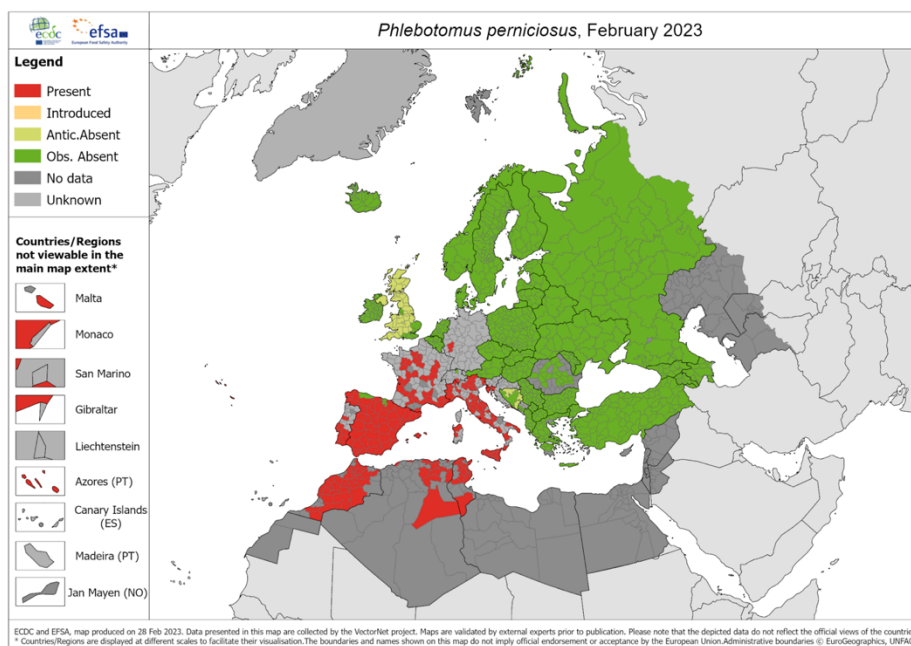 ecdc
efsa
European Food Safety Authority
Phlebotomus perniciosus, February 2023
Legend
Present
Introduced
Antic.Absent
Obs. Absent
No data
Unknown
Countries/Regions
not viewable in the
main map extent*
Malta
Monaco
San Marino
Gibraltar
Liechtenstein
Azores (PT)
Canary Islands
(ES)
Madeira (PT)
Jan Mayen (NO)
ECDC and EFSA, map produced on 28 Feb 2023. Data presented in this map are collected by the VectorNet project. Maps are validated by external experts prior to publication. Please note that the depicted data do not reflect the official views of the countrie
* Countries/Regions are displayed at different scales to facilitate their visualisation.The boundaries and names shown on this map do not imply official endorsement or acceptance by the European Union.Administrative boundaries © EuroGeographics, UNFAO